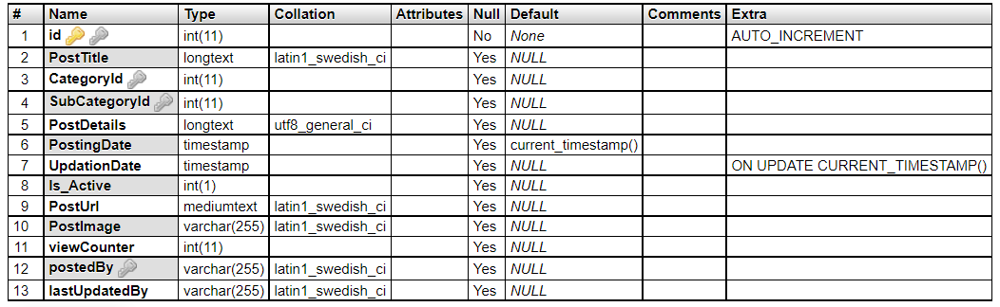 # Name Type Collation Attributes Null Default Comments Extra
1 id int(11) No None AUTO_INCREMENT
2 PostTitle longtext latin1_swedish_ci Yes NULL
3 CategoryId int(11) Yes NULL
4 SubCategoryId int(11) Yes NULL
5 PostDetails longtext utf8_general_ci Yes NULL
6 PostingDate timestamp Yes current_timestamp()
7 UpdationDate timestamp Yes NULL ON UPDATE CURRENT_TIMESTAMP()
8 Is_Active int(1) Yes NULL
9 PostUrl mediumtext latin1_swedish_ci Yes NULL
10 PostImage varchar(255) latin1_swedish_ci Yes NULL
11 viewCounter int(11) Yes NULL
12 postedBy varchar(255) latin1_swedish_ci Yes NULL
13 lastUpdatedBy varchar(255) latin1_swedish_ci Yes NULL